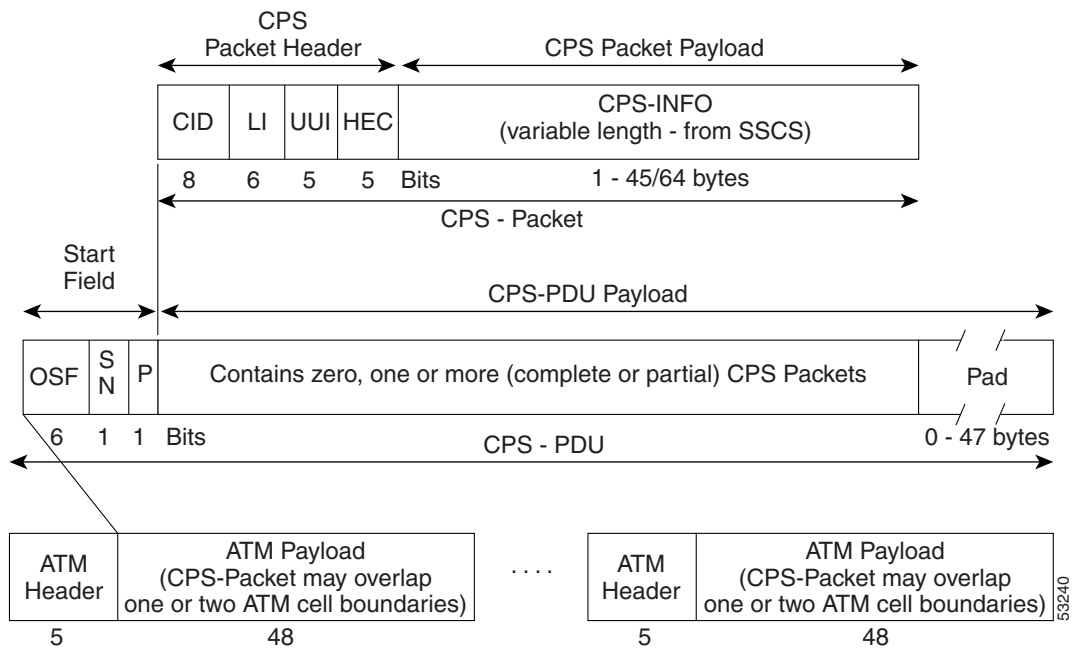 CPS
Packet Header
CPS Packet Payload
CID LI UUI HEC
CPS-INFO
(variable length - from SSCS)
8 6 5 5 Bits 1 - 45/64 bytes
CPS - Packet
Start
Field
CPS-PDU Payload
OSF
S
N
P
Contains zero, one or more (complete or partial) CPS Packets
Pad
6 1 1 Bits
0 - 47 bytes
CPS - PDU
ATM
Header
ATM Payload
(CPS-Packet may overlap
one or two ATM cell boundaries)
. . . .
ATM
Header
ATM Payload
(CPS-Packet may overlap
one or two ATM cell boundaries)
5 48 5 48
53240